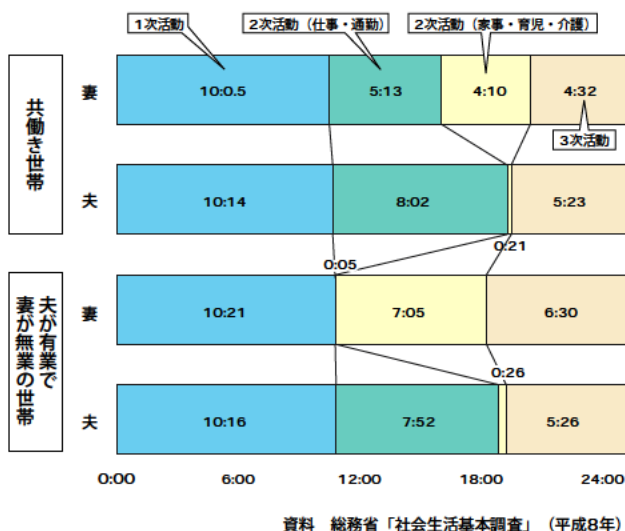 1次活動
2次活動（仕事・通勤）
2次活動（家事・育児・介護）
共働き世帯
妻
10:0.5
5:13
4:10
4:32
3次活動
夫
10:14
8:02
5:23
0:21
0:05
夫が有業で
妻が無業の世帯
妻
10:21
7:05
6:30
0:26
夫
10:16
7:52
5:26
0:00 6:00 12:00 18:00 24:00
資料 総務省「社会生活基本調査」（平成8年）